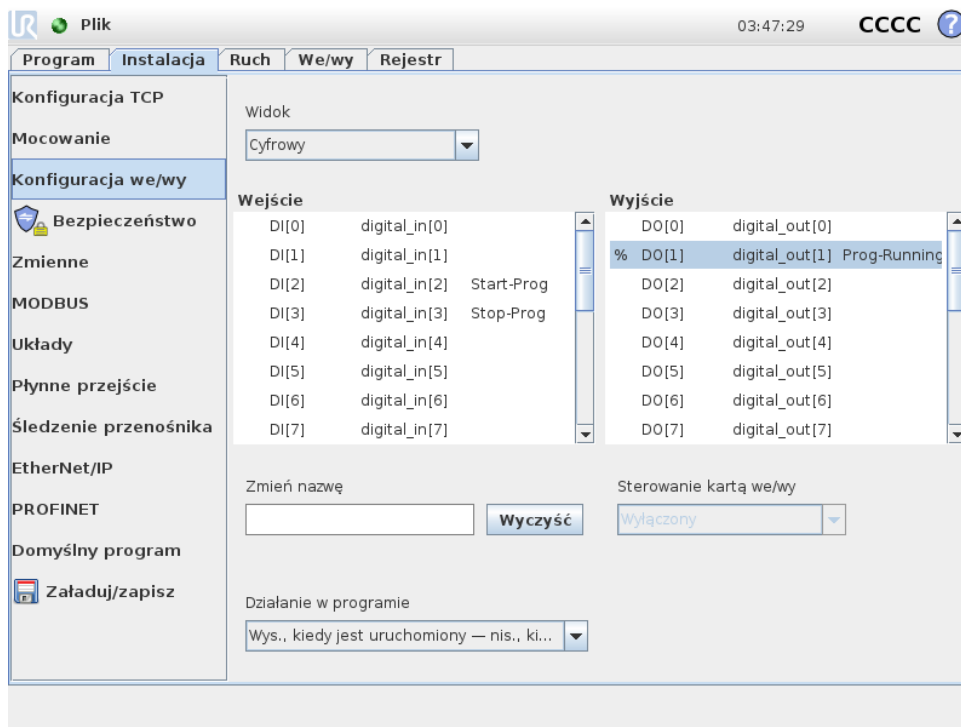 UR Plik 03:47:29 CCCC ?
Program Instalacja Ruch We/wy Rejestr
Konfiguracja TCP
Mocowanie
Konfiguracja we/wy
Bezpieczeństwo
Zmienne
MODBUS
Układy
Płynne przejście
Śledzenie przenośnika
EtherNet/IP
PROFINET
Domyślny program
Załaduj/zapisz
Widok
Cyfrowy
Wejście
DI[0] digital_in[0]
DI[1] digital_in[1]
DI[2] digital_in[2] Start-Prog
DI[3] digital_in[3] Stop-Prog
DI[4] digital_in[4]
DI[5] digital_in[5]
DI[6] digital_in[6]
DI[7] digital_in[7]
Wyjście
DO[0] digital_out[0]
% DO[1] digital_out[1] Prog-Running
DO[2] digital_out[2]
DO[3] digital_out[3]
DO[4] digital_out[4]
DO[5] digital_out[5]
DO[6] digital_out[6]
DO[7] digital_out[7]
Zmień nazwę
Wyczyść
Sterowanie kartą we/wy
Wyłączony
Działanie w programie
Wys., kiedy jest uruchomiony — nis., ki...